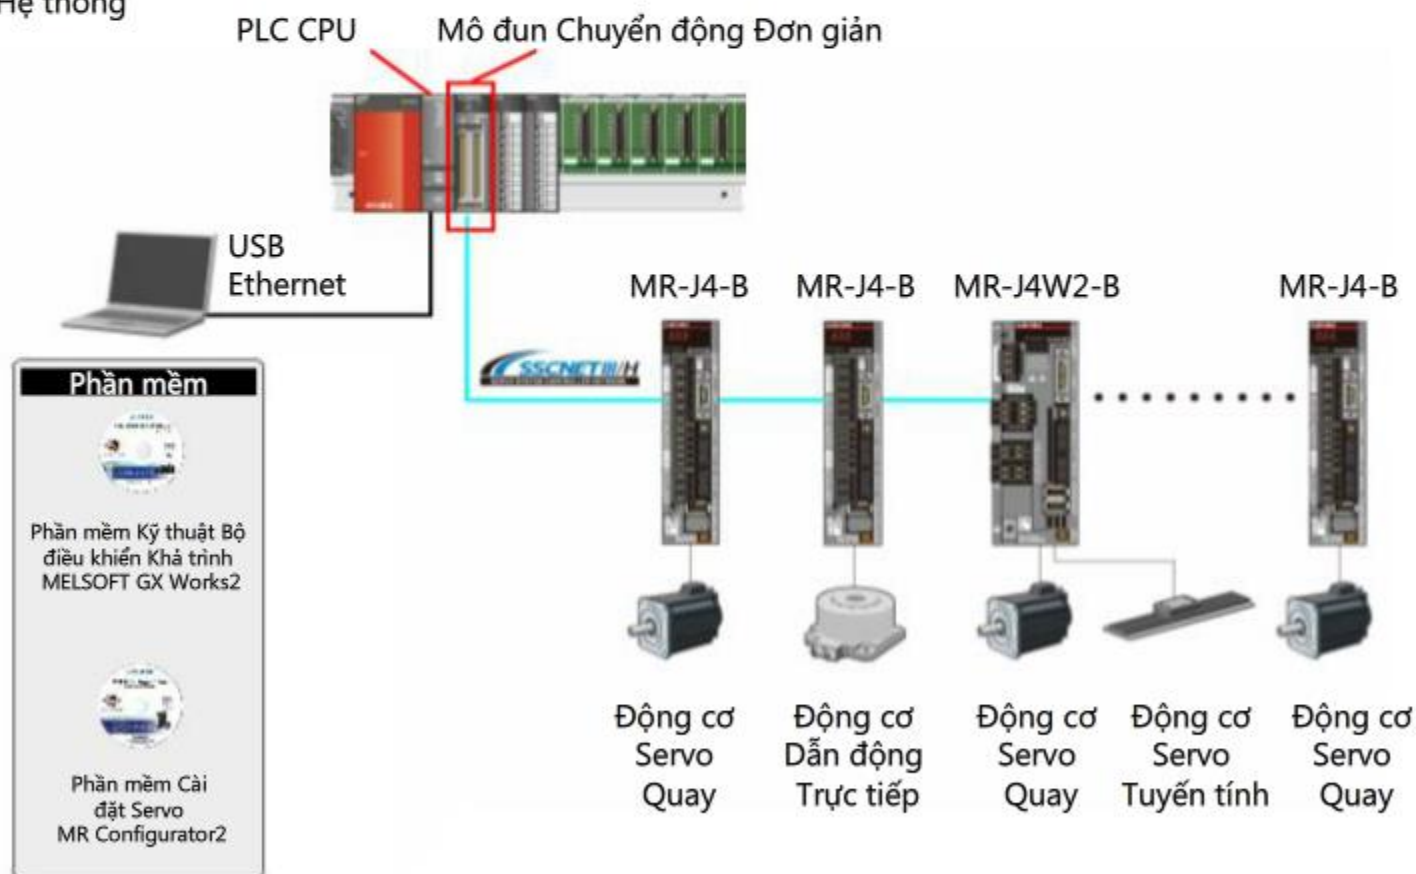 Hệ thống
PLC CPU
Mô đun Chuyển động Đơn giản
USB
Ethernet
MR-J4-B
MR-J4-B
MR-J4W2-B
MR-J4-B
SSCNET III/H
Phần mềm
Phần mềm Kỹ thuật Bộ
điều khiển Khả trình
MELSOFT GX Works2
Phần mềm Cài
đặt Servo
MR Configurator2
Động cơ
Servo
Quay
Động cơ
Dẫn động
Trực tiếp
Động cơ
Servo
Quay
Động cơ
Servo
Tuyến tính
Động cơ
Servo
Quay